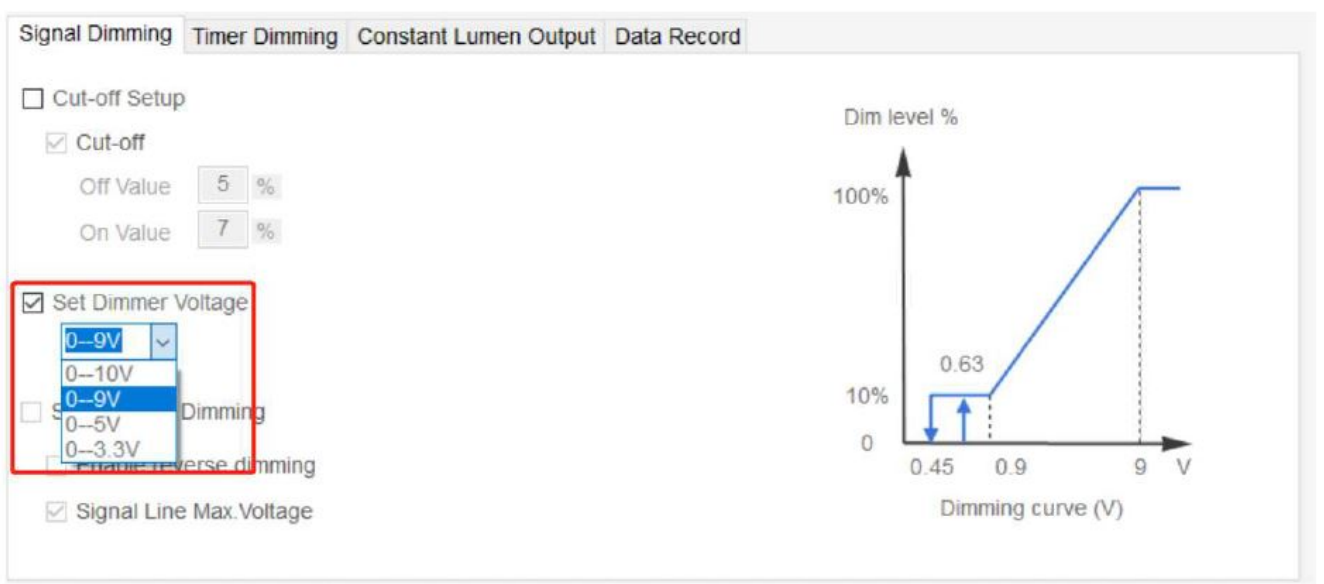 Signal Dimming Timer Dimming Constant Lumen Output Data Record
Cut-off Setup
Cut-off
Off Value 5 %
On Value 7 %
Set Dimmer Voltage
0--9V
0--10V
0--9V
0--5V
0--3.3V
Dimming
reverse dimming
Signal Line Max.Voltage
Dim level %
100%
0.63
10%
0
0.45 0.9 9 V
Dimming curve (V)